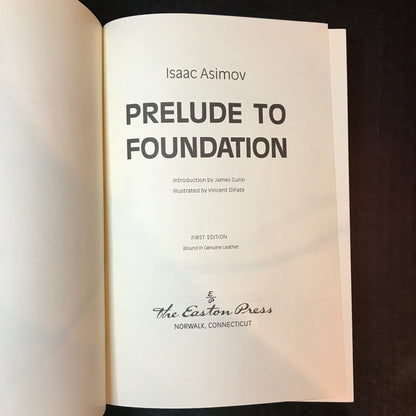 Isaac Asimov
PRELUDE TO
FOUNDATION
Introduction by James Gunn
Illustrated by Vincent DiFate
FIRST EDITION
Bound in Genuine Leather
E
P
The Easton Press
NORWALK, CONNECTICUT